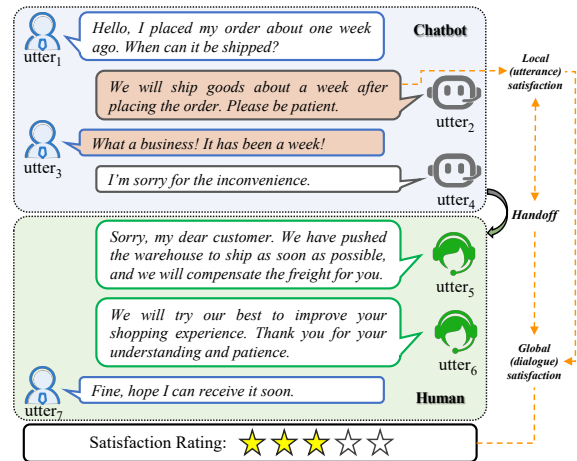 Hello, I placed my order about one week
ago. When can it be shipped?
Chatbot
utter1
We will ship goods about a week after
placing the order. Please be patient.
utter2
Local
(utterance)
satisfaction
What a business! It has been a week!
utter3
I'm sorry for the inconvenience.
utter4
Handoff
Sorry, my dear customer. We have pushed
the warehouse to ship as soon as possible,
and we will compensate the freight for you.
utter5
We will try our best to improve your
shopping experience. Thank you for your
understanding and patience.
utter6
Global
(dialogue)
satisfaction
Fine, hope I can receive it soon.
utter7
Human
Satisfaction Rating: